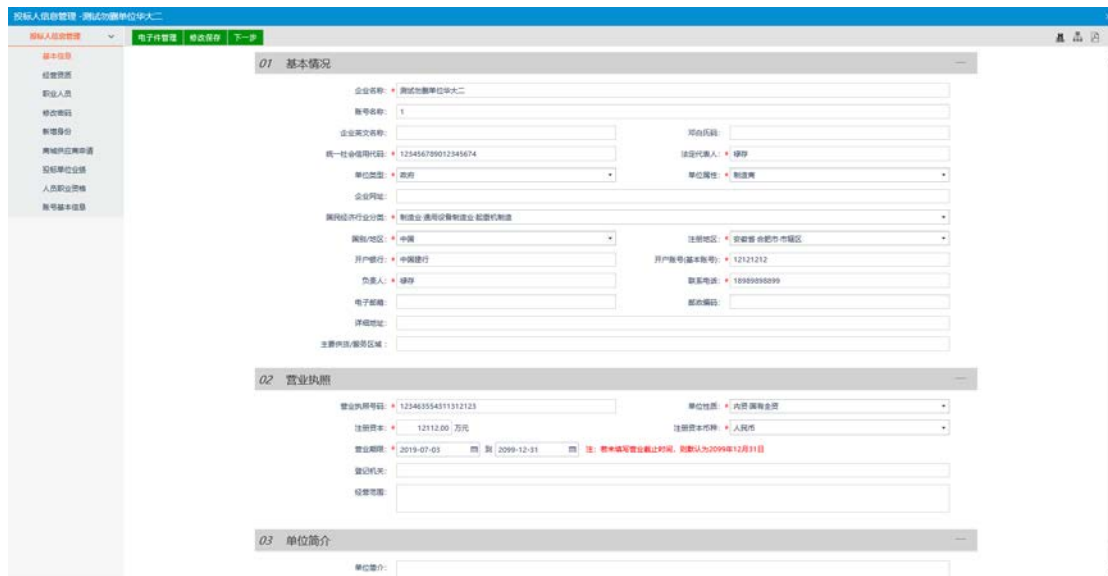 投标人信息管理 -测试勿删单位华大二
投标人信息管理
电子件管理 修改保存 下一步
基本信息
经营资质
职业人员
修改密码
新增身份
商城供应商申请
投标单位业绩
人员职业资格
账号基本信息
01 基本情况
企业名称: * 测试勿删单位华大二
账号名称: 1
企业英文名称: 邓白氏码:
统一社会信用代码: * 123456789012345674 法定代表人: *
单位类型: * 政府 单位属性: * 制造商
企业网址:
国民经济行业分类: * 制造业·通用设备制造业·起重机制造
国别/地区: * 中国 注册地区: * 安徽省·合肥市·市辖区
开户银行: * 中国建行 开户账号(基本账号): * 12121212
负责人: * 联系电话: * 18989898899
电子邮箱: 邮政编码:
详细地址:
主要供货/服务区域:
02 营业执照
营业执照号码: * 123463554311312123 单位性质: * 内资·国有全资
注册资本: * 12112.00 万元 注册资本币种: * 人民币
营业期限: * 2019-07-03 到 2099-12-31 注: 若未填写营业截止时间, 则默认为2099年12月31日
登记机关:
经营范围:
03 单位简介
单位简介: